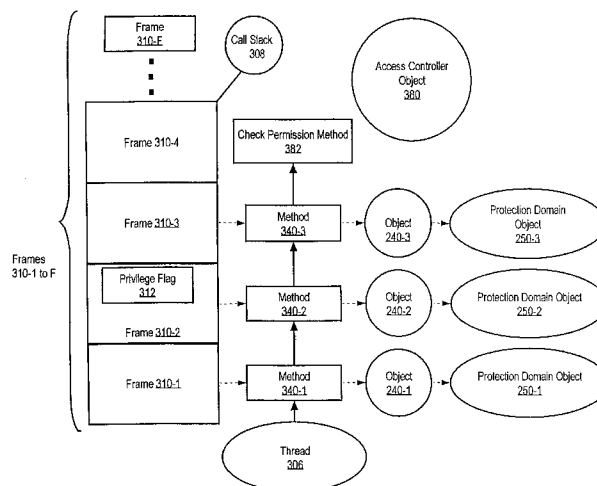 Frame
310-F
Call Stack
308
Access Controller
Object
380
Frame 310-4
Check Permission Method
382
Frame 310-3
Method
340-3
Object
240-3
Protection Domain
Object
250-3
Frames
310-1 to F
Privilege Flag
312
Frame 310-2
Method
340-2
Object
240-2
Protection Domain Object
250-2
Frame 310-1
Method
340-1
Object
240-1
Protection Domain Object
250-1
Thread
306